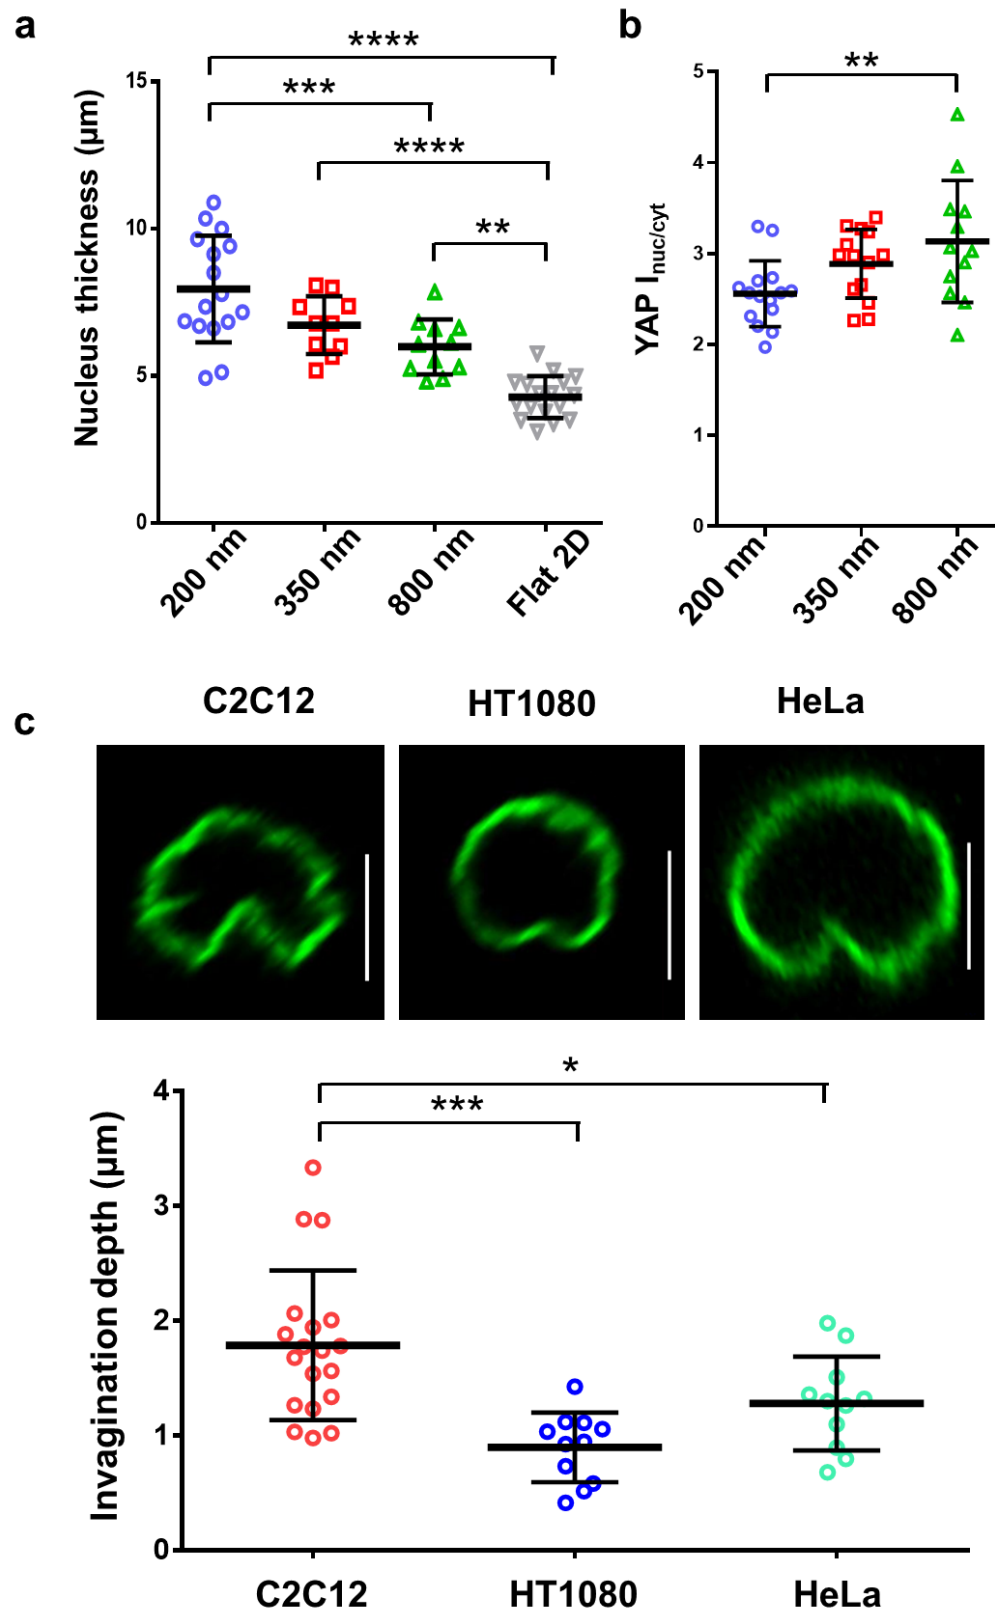 a
****
***
****
**
Nucleus thickness (µm)
15
10
5
0
200 nm
350 nm
800 nm
Flat 2D
b
**
YAP Inuc/cyt
5
4
3
2
1
0
200 nm
350 nm
800 nm
c
C2C12
HT1080
HeLa
*
***
Invagination depth (µm)
4
3
2
1
0
C2C12
HT1080
HeLa